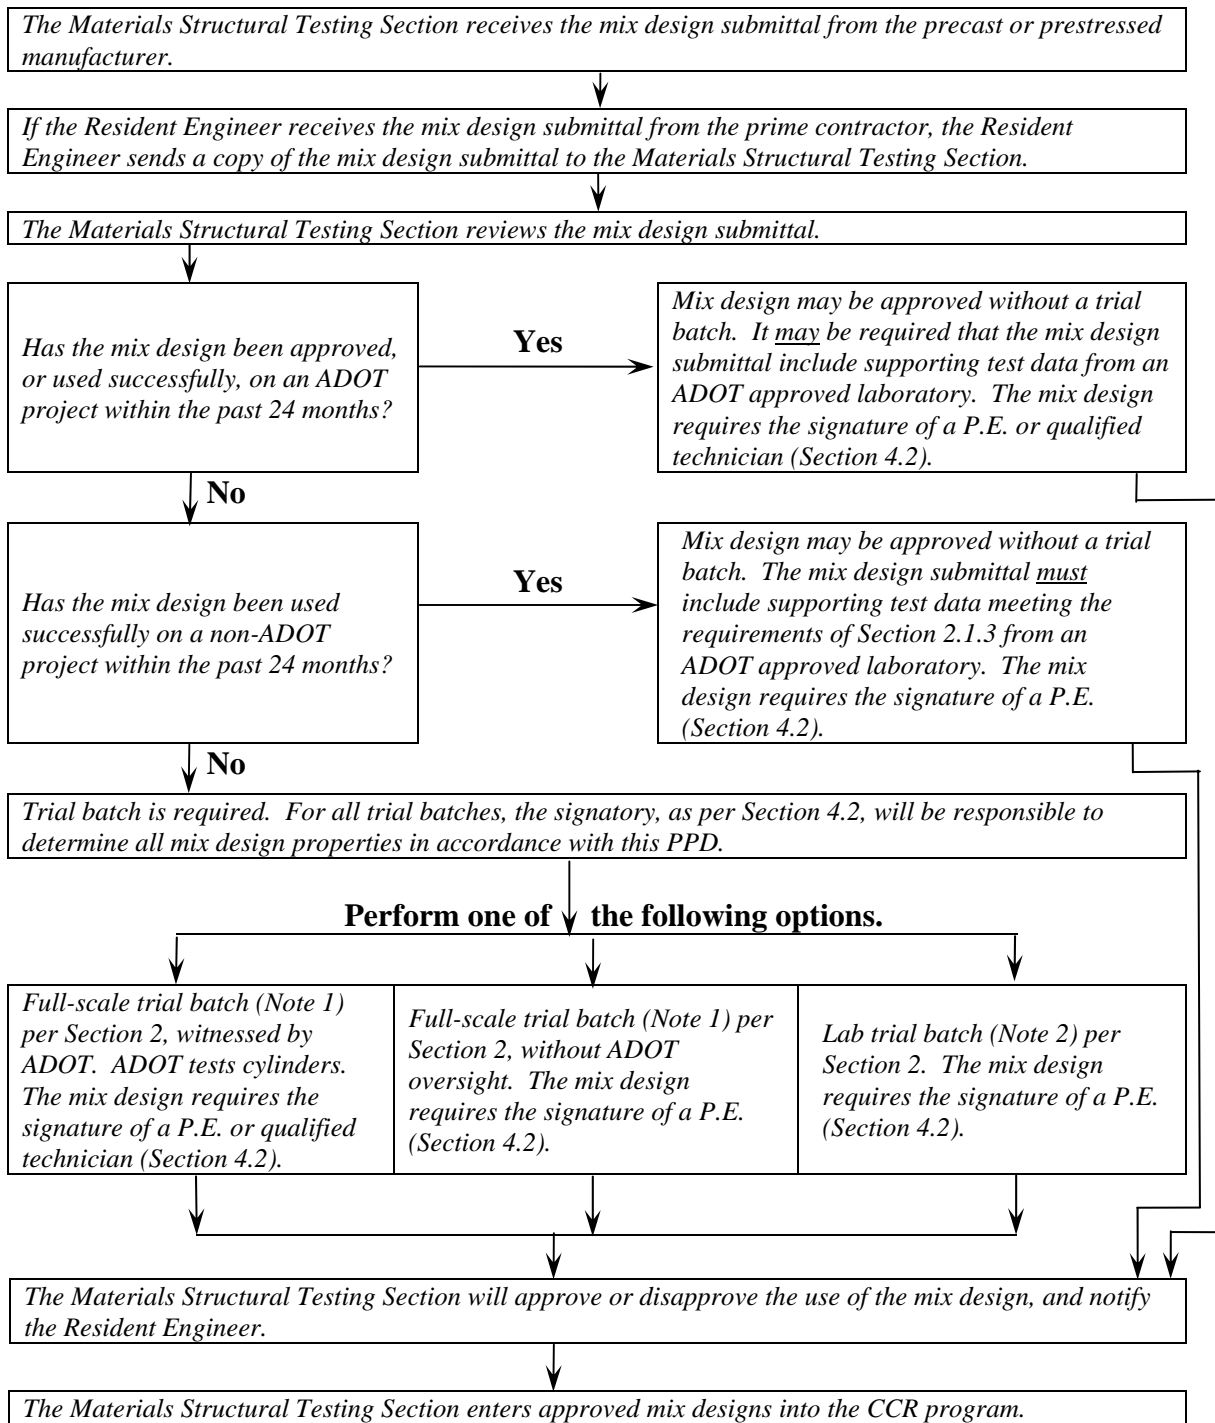 The Materials Structural Testing Section receives the mix design submittal from the precast or prestressed
manufacturer.
If the Resident Engineer receives the mix design submittal from the prime contractor, the Resident
Engineer sends a copy of the mix design submittal to the Materials Structural Testing Section.
The Materials Structural Testing Section reviews the mix design submittal.
Has the mix design been approved,
or used successfully, on an ADOT
project within the past 24 months?
Yes
Mix design may be approved without a trial
batch. It may be required that the mix design
submittal include supporting test data from an
ADOT approved laboratory. The mix design
requires the signature of a P.E. or qualified
technician (Section 4.2).
No
Has the mix design been used
successfully on a non-ADOT
project within the past 24 months?
Yes
Mix design may be approved without a trial
batch. The mix design submittal must
include supporting test data meeting the
requirements of Section 2.1.3 from an
ADOT approved laboratory. The mix
design requires the signature of a P.E.
(Section 4.2).
No
Trial batch is required. For all trial batches, the signatory, as per Section 4.2, will be responsible to
determine all mix design properties in accordance with this PPD.
Perform one of the following options.
Full-scale trial batch (Note 1)
per Section 2, witnessed by
ADOT. ADOT tests cylinders.
The mix design requires the
signature of a P.E. or qualified
technician (Section 4.2).
Full-scale trial batch (Note 1) per
Section 2, without ADOT
oversight. The mix design
requires the signature of a P.E.
(Section 4.2).
Lab trial batch (Note 2) per
Section 2. The mix design
requires the signature of a P.E.
(Section 4.2).
The Materials Structural Testing Section will approve or disapprove the use of the mix design, and notify
the Resident Engineer.
The Materials Structural Testing Section enters approved mix designs into the CCR program.